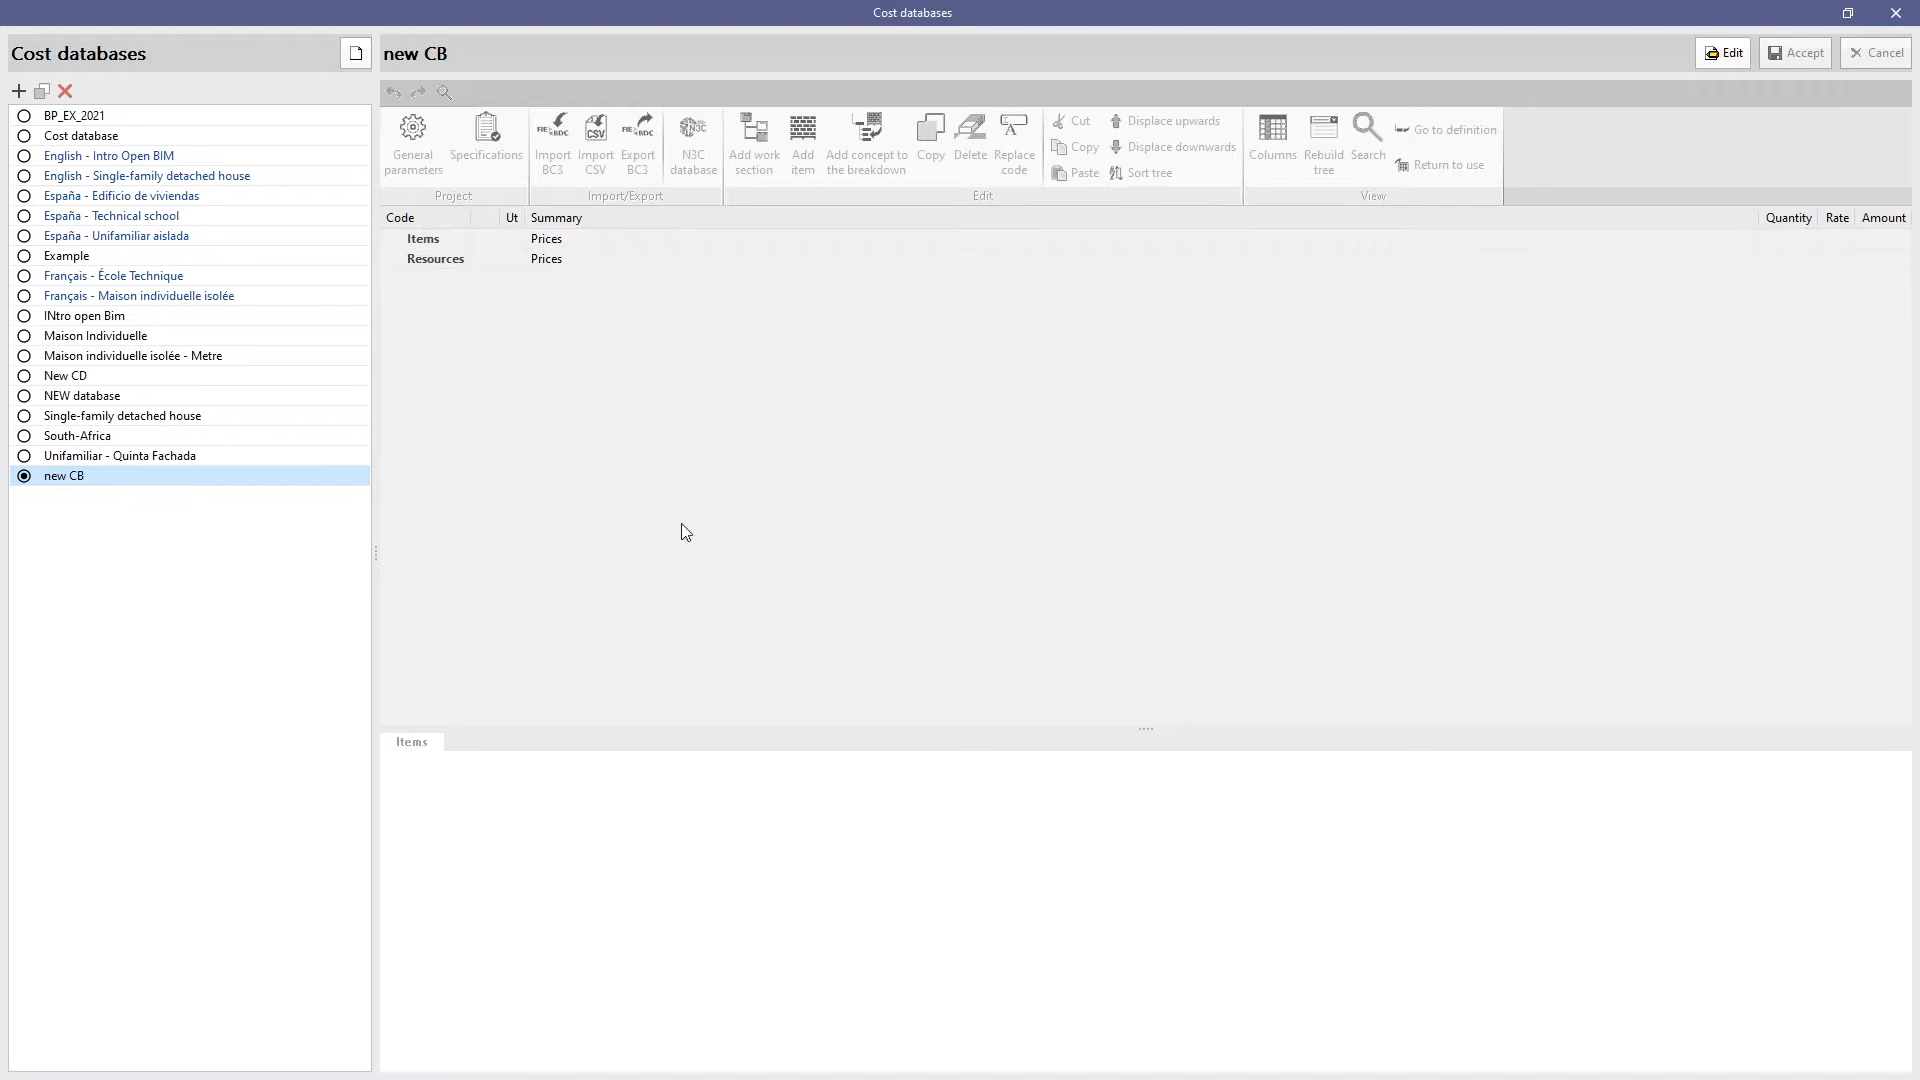 Cost databases
Cost databases
new CB
Edit
Accept
Cancel
BP_EX_2021
Cost database
English - Intro Open BIM
English - Single-family detached house
España - Edificio de viviendas
España - Technical school
España - Unifamiliar aislada
Example
Français - École Technique
Français - Maison individuelle isolée
INtro open Bim
Maison Individuelle
Maison individuelle isolée - Metre
New CD
NEW database
Single-family detached house
South-Africa
Unifamiliar - Quinta Fachada
new CB
General
parameters
Specifications
Project
FIEBDC
Import
BC3
CSV
Import
CSV
FIEBDC
Export
BC3
Import/Export
N3C
N3C
database
Add work
section
Add
item
Add concept to
the breakdown
Copy
Delete
A
Replace
code
Cut
Copy
Paste
Displace upwards
Displace downwards
Sort tree
Edit
Columns
Rebuild
tree
Search
Go to definition
Return to use
View
Code Ut Summary Quantity Rate Amount
Items Prices
Resources Prices
Items